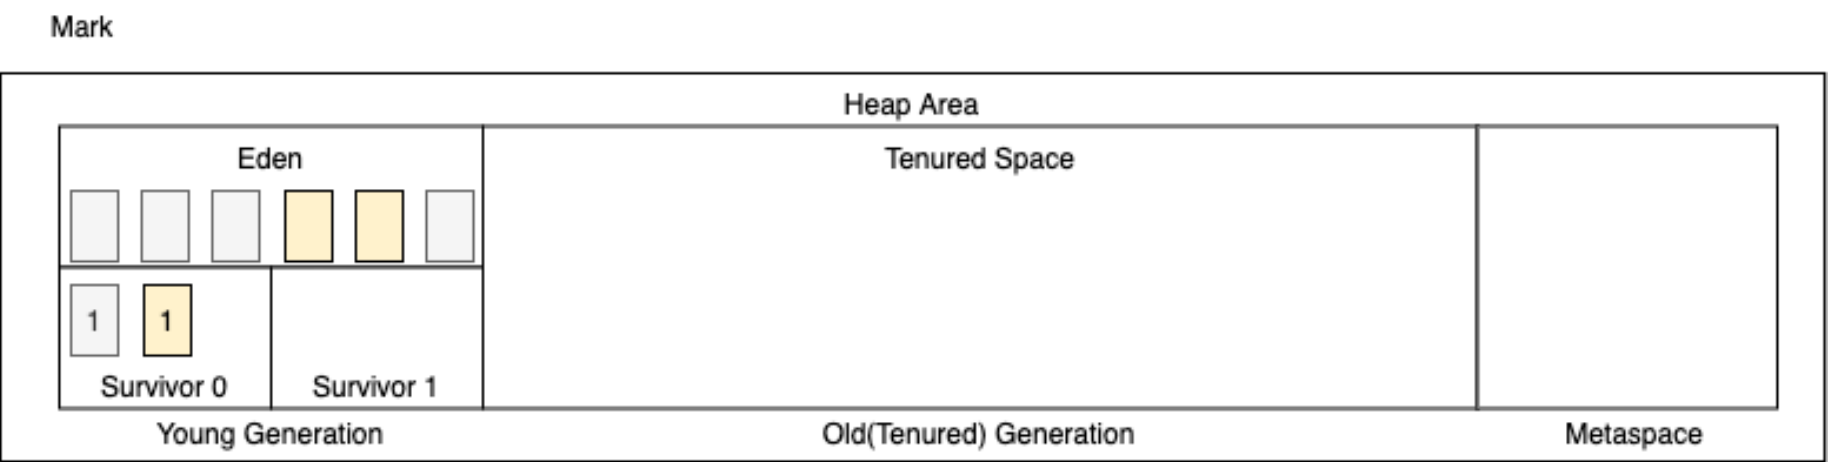 Mark
Heap Area
Eden
Tenured Space
1 1
Survivor 0
Survivor 1
Young Generation
Old(Tenured) Generation
Metaspace